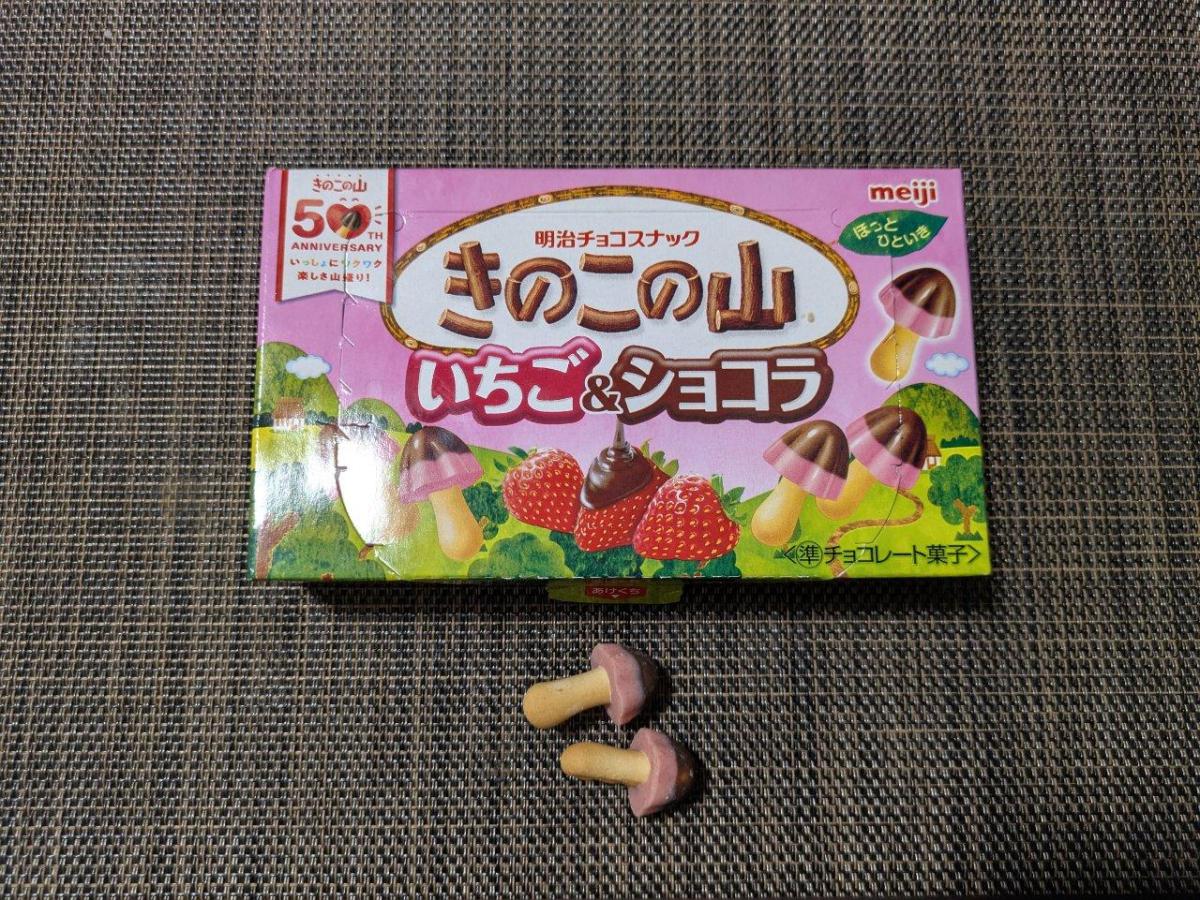 きのこの山
50TH
ANNIVERSARY
いっしょにワクワク
楽しさ山盛り!
meiji
ほっと
ひといき
明治チョコスナック
きのこの山
いちご&ショコラ
<準チョコレート菓子>
あけくち